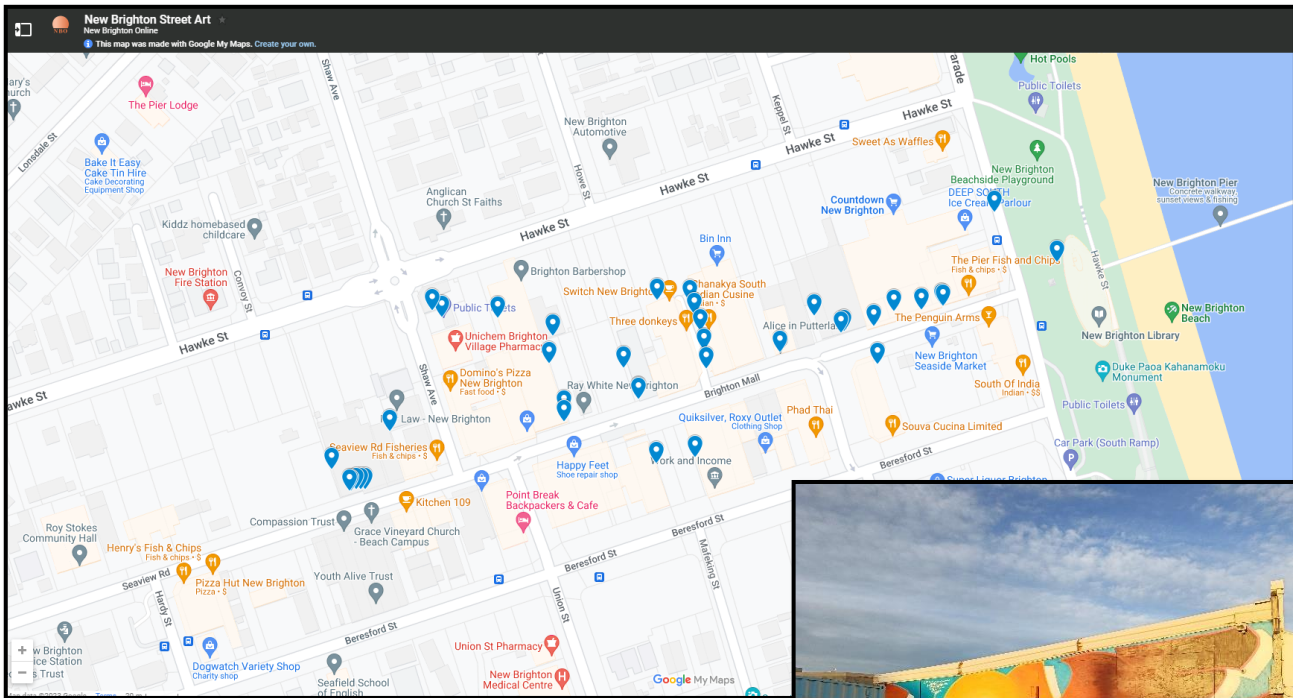 New Brighton Street Art
New Brighton Online
This map was made with Google My Maps. Create your own.
NBO
Hot Pools
Public Toilets
The Pier Lodge
Lonsdale St
Shaw Ave
Keppel St
Hawke St
Hawke St
Sweet As Waffles
New Brighton
Automotive
Bake It Easy
Cake Tin Hire
Cake Decorating
Equipment Shop
New Brighton
Beachside Playground
DEEP SOUTH
Howe St
New Brighton Pier
Concrete walkway,
sunset views & fishing
Anglican
Church St Faiths
Countdown
New Brighton
Hawke St
Kiddz homebased
childcare
Hawke St
Bin Inn
New Brighton
Fire Station
Convoy St
Brighton Barbershop
The Pier Fish and Chips
Fish & chips • $
Switch New Brighton
Public Toilets
Three donkeys
Alice in Putterland
The Penguin Arms
New Brighton
Beach
New Brighton Library
Unichem Brighton
Village Pharmacy
Hawke St
New Brighton
Seaside Market
Duke Paoa Kahanamoku
Monument
Domino's Pizza
New Brighton
Fast food • $
Shaw Ave
Ray White New Brighton
Brighton Mall
South Of India
Indian • $$
Public Toilets
Law - New Brighton
Quiksilver, Roxy Outlet
Clothing Shop
Phad Thai
Souva Cucina Limited
Seaview Rd Fisheries
Fish & chips • $
Car Park (South Ramp)
Happy Feet
Shoe repair shop
Work and Income
Beresford St
Super Liquor Brighton
Kitchen 109
Point Break
Backpackers & Cafe
Compassion Trust
Grace Vineyard Church
- Beach Campus
Beresford St
Roy Stokes
Community Hall
Henry's Fish & Chips
Fish & chips • $
Mafeking St
Beresford St
Seaview Rd
Pizza Hut New Brighton
Pizza • $
Youth Alive Trust
Hardy St
Union St
Beresford St
Union St Pharmacy
Dogwatch Variety Shop
Charity shop
Seafield School
of English
New Brighton
Medical Centre
Google My Maps